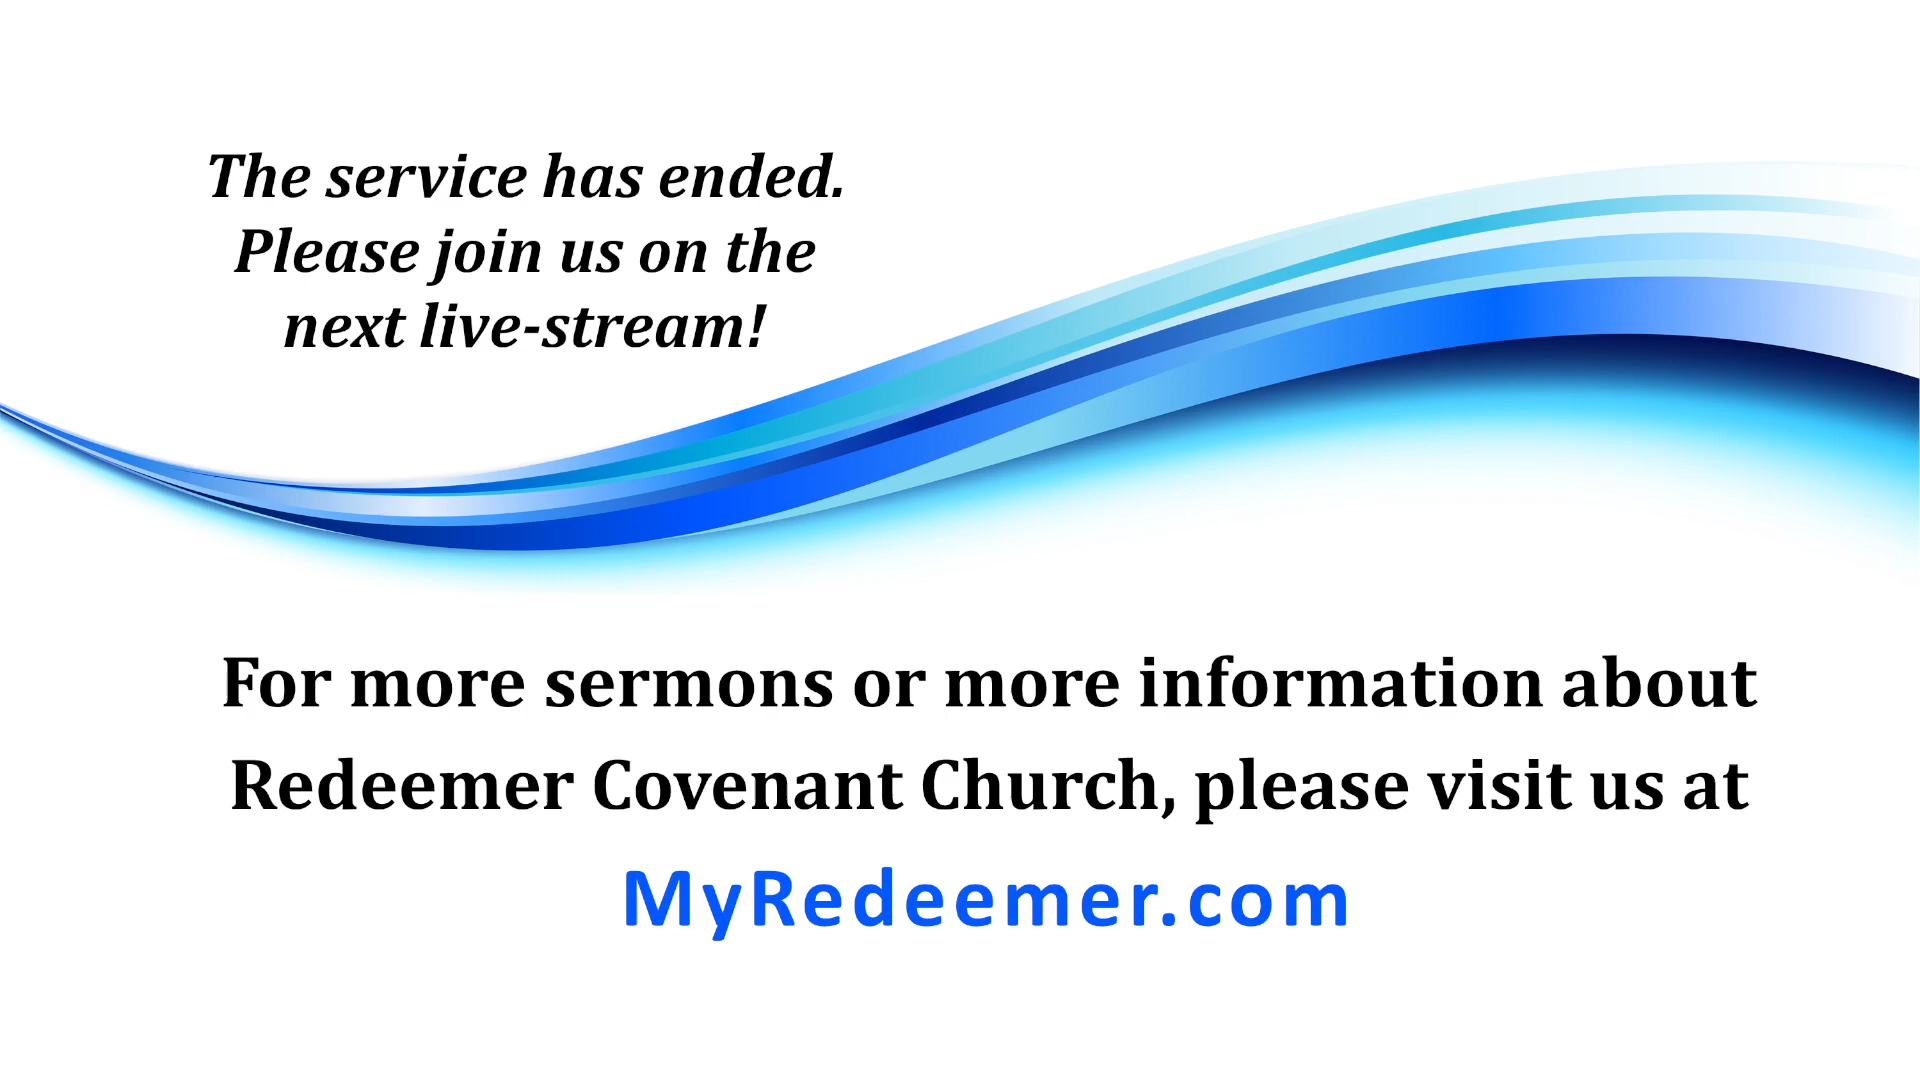 The service has ended.
Please join us on the
next live-stream!
For more sermons or more information about
Redeemer Covenant Church, please visit us at
MyRedeemer.com